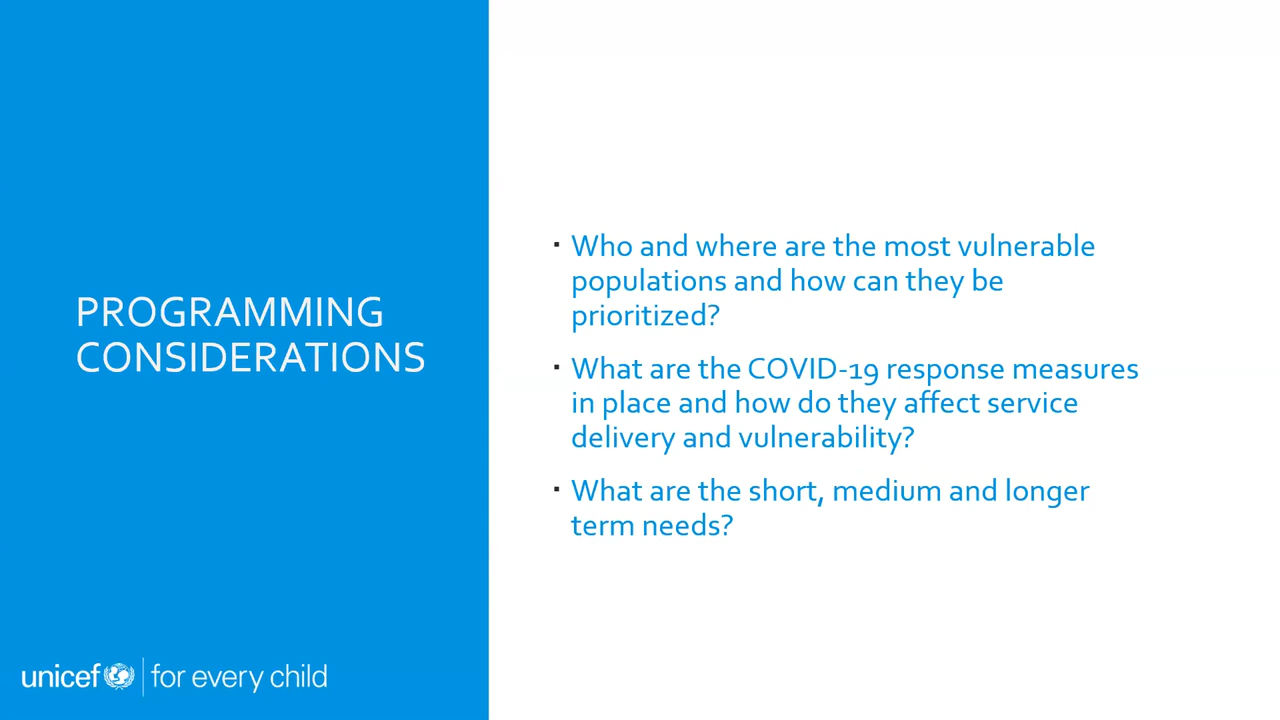 PROGRAMMING
CONSIDERATIONS
▪ Who and where are the most vulnerable
populations and how can they be
prioritized?
▪ What are the COVID-19 response measures
in place and how do they affect service
delivery and vulnerability?
▪ What are the short, medium and longer
term needs?
unicef | for every child